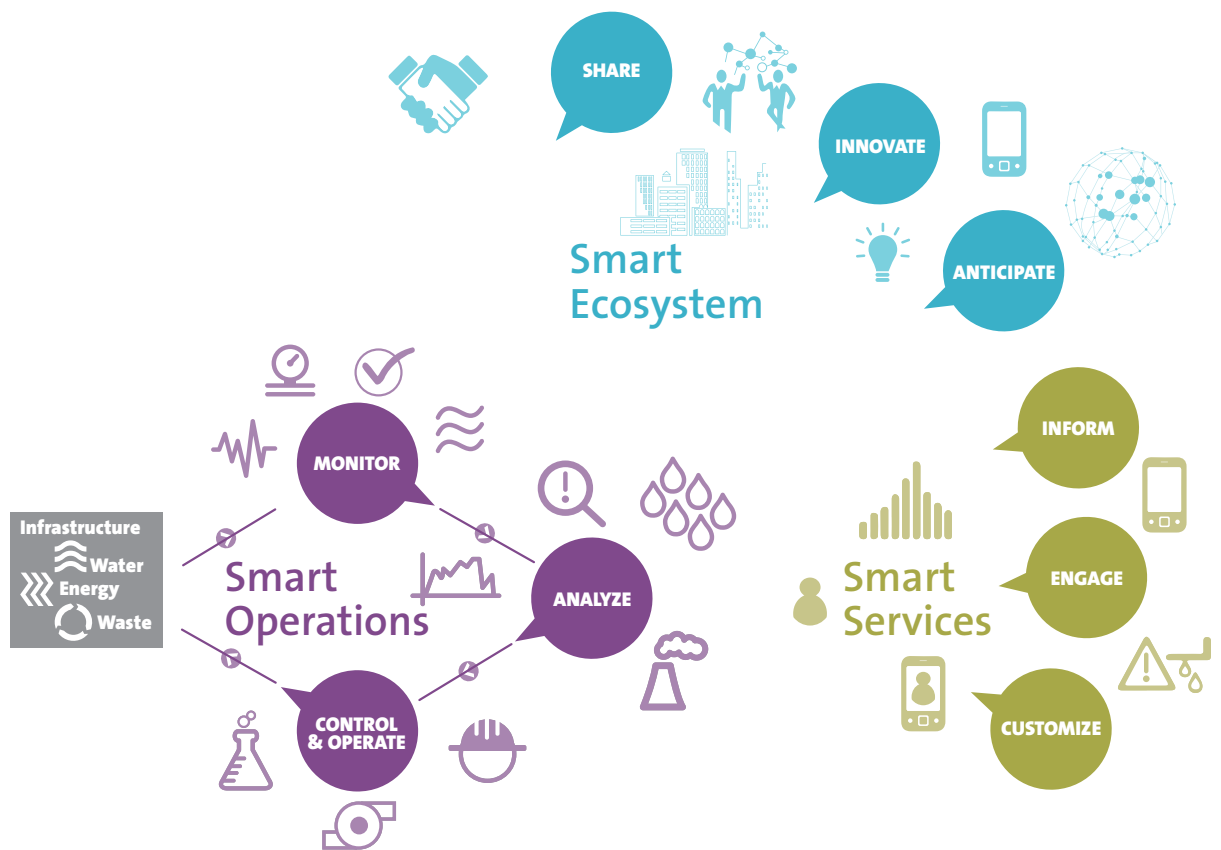 SHARE
INNOVATE
ANTICIPATE
Smart
Ecosystem
MONITOR
ANALYZE
CONTROL
& OPERATE
Smart
Operations
Infrastructure
Water
Energy
Waste
INFORM
ENGAGE
CUSTOMIZE
Smart
Services